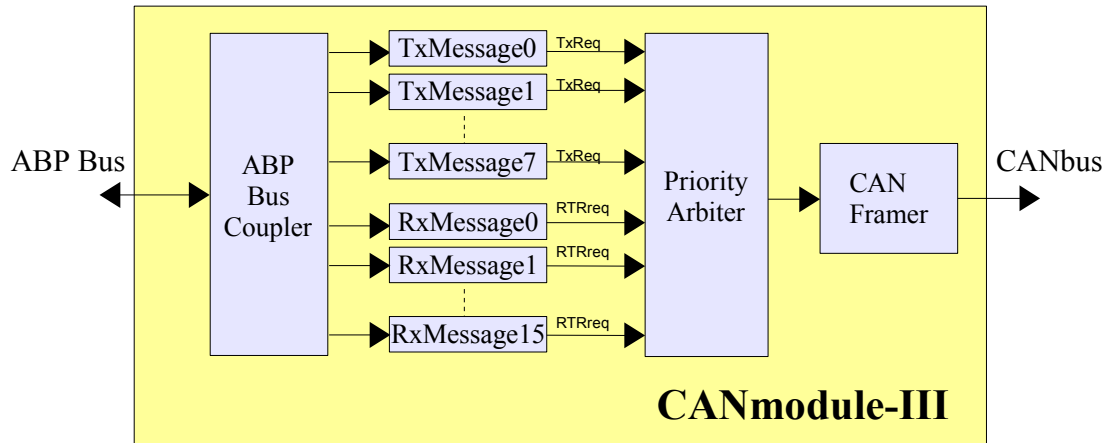 TxMessage0
TxReq
TxMessage1
TxReq
ABP Bus
ABP
Bus
Coupler
TxMessage7
TxReq
Priority
Arbiter
CAN
Framer
CANbus
RxMessage0
RTRreq
RxMessage1
RTRreq
RxMessage15
RTRreq
CANmodule-III